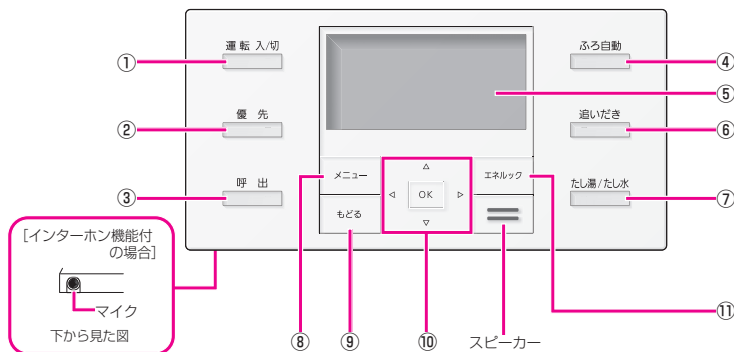 運転 入/切
ふろ自動
①
④
⑤
優先
追いだき
②
⑥
メニュー
△
エネルック
呼出
◁
OK
▷
たし湯/たし水
③
⑦
もどる
▽
[インターホン機能付
の場合]
マイク
下から見た図
⑧
⑨
⑩
スピーカー
⑪